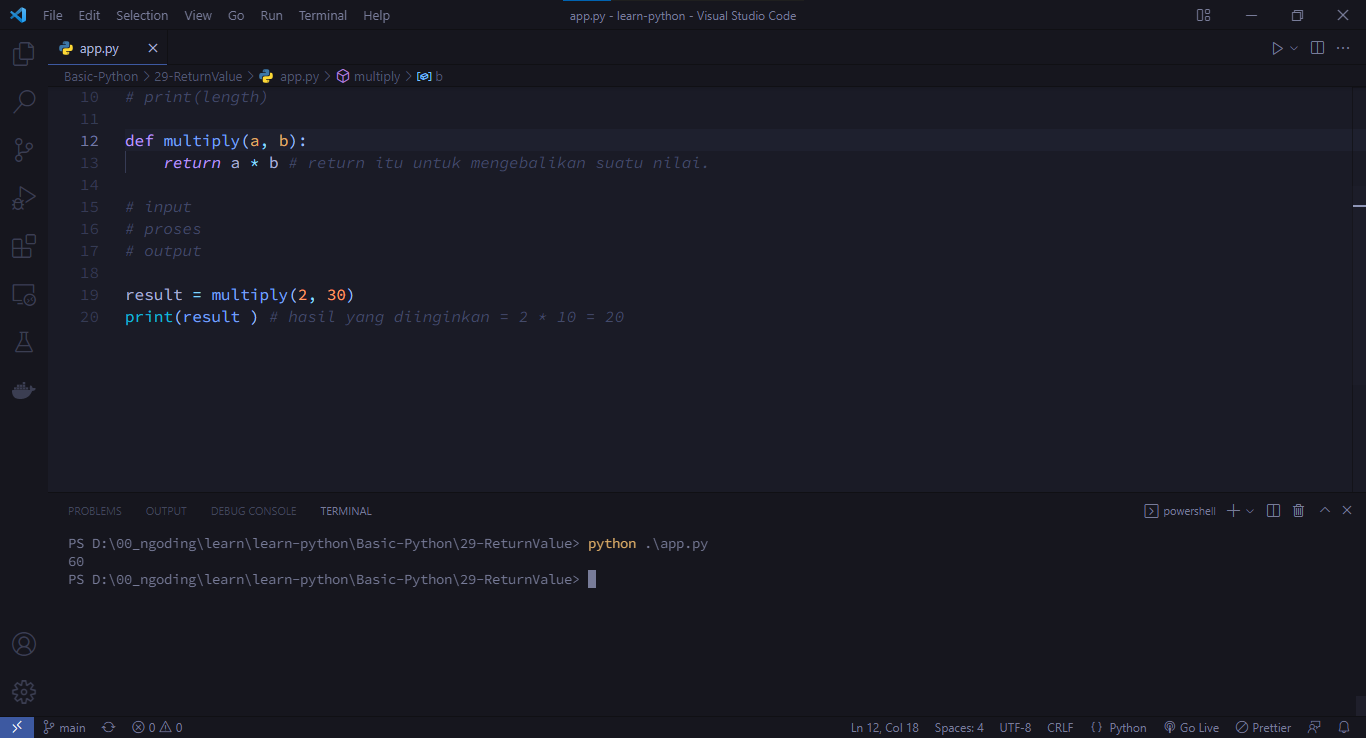 File Edit Selection View Go Run Terminal Help app.py - learn-python - Visual Studio Code
app.py
Basic-Python > 29-ReturnValue > app.py > multiply > b
10 # print(length)
11
12 def multiply(a, b):
13 return a * b # return itu untuk mengebalikan suatu nilai.
14
15 # input
16 # proses
17 # output
18
19 result = multiply(2, 30)
20 print(result ) # hasil yang diinginkan = 2 * 10 = 20
PROBLEMS OUTPUT DEBUG CONSOLE TERMINAL powershell
PS D:\00_ngoding\learn\learn-python\Basic-Python\29-ReturnValue> python .\app.py
60
PS D:\00_ngoding\learn\learn-python\Basic-Python\29-ReturnValue>
main 0 0 Ln 12, Col 18 Spaces: 4 UTF-8 CRLF {} Python Go Live Prettier